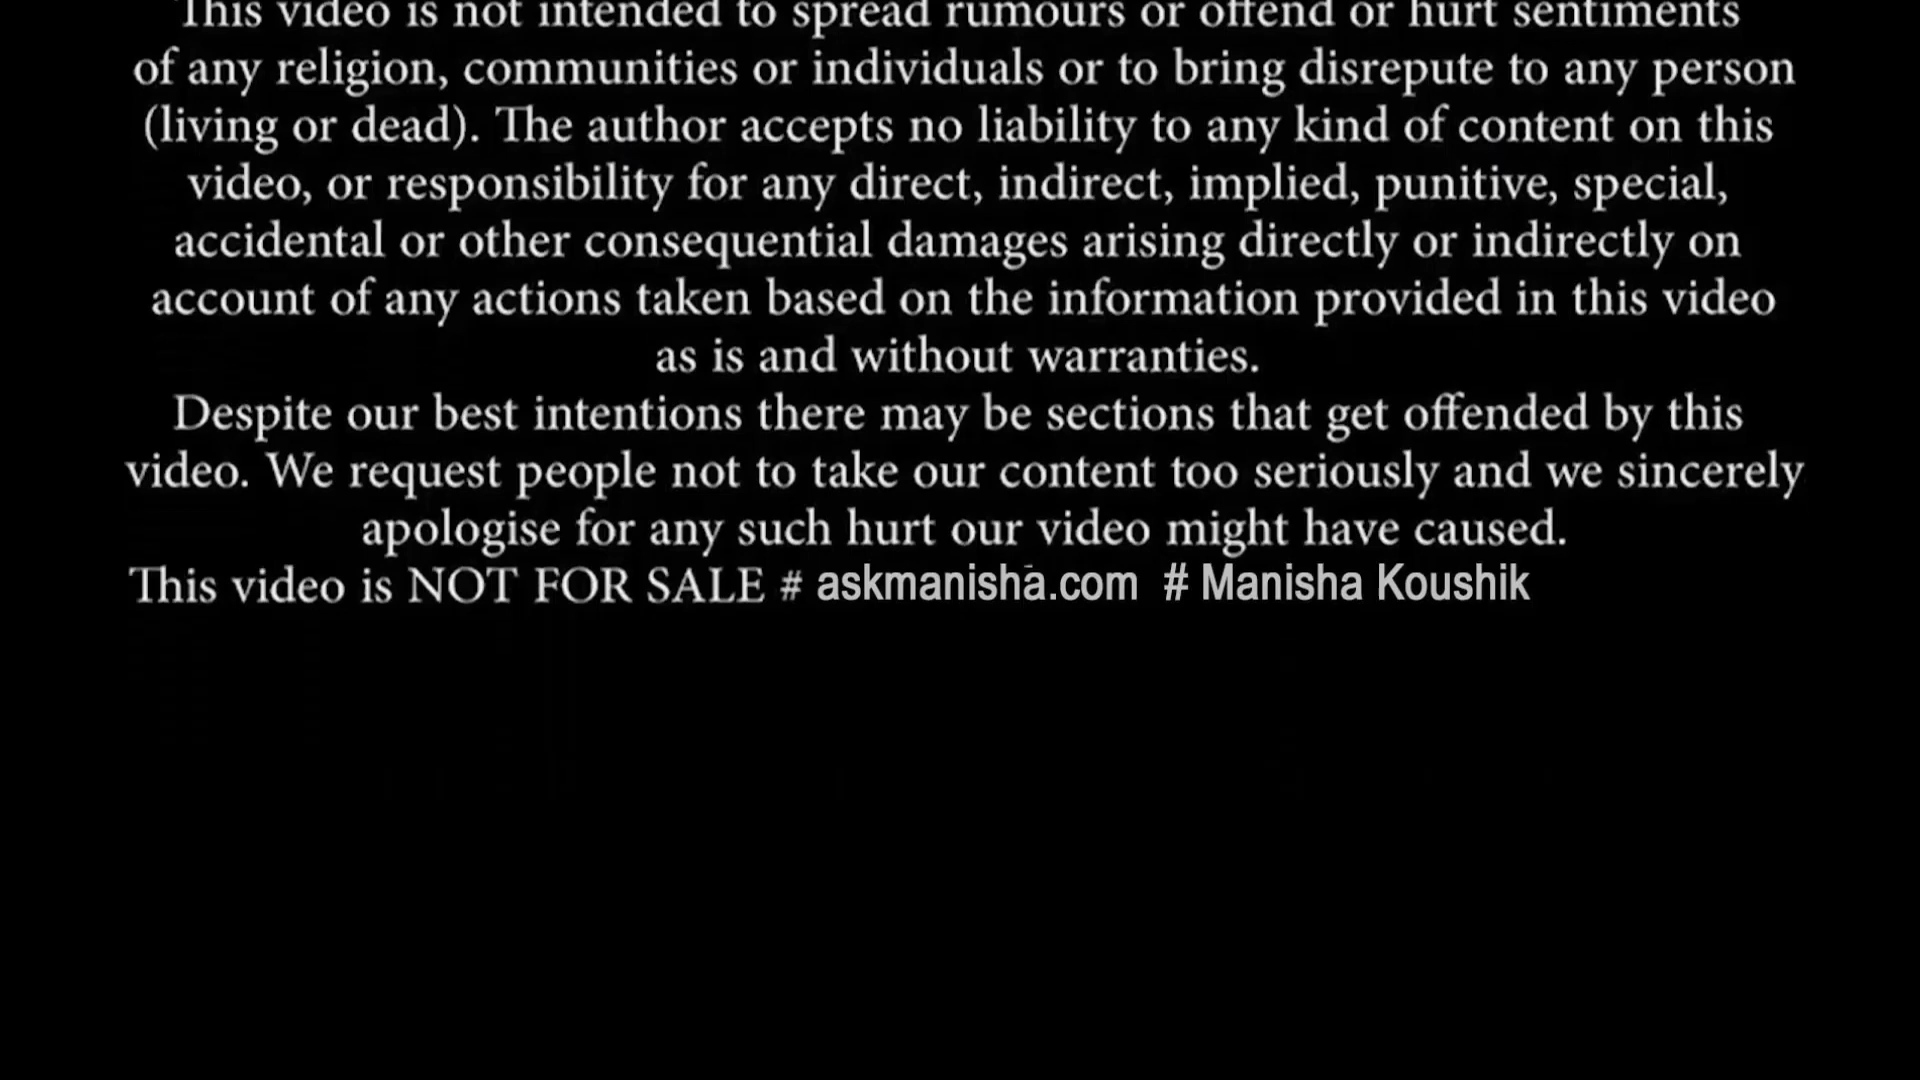 This video is not intended to spread rumours or offend or hurt sentiments
of any religion, communities or individuals or to bring disrepute to any person
(living or dead). The author accepts no liability to any kind of content on this
video, or responsibility for any direct, indirect, implied, punitive, special,
accidental or other consequential damages arising directly or indirectly on
account of any actions taken based on the information provided in this video
as is and without warranties.
Despite our best intentions there may be sections that get offended by this
video. We request people not to take our content too seriously and we sincerely
apologise for any such hurt our video might have caused.
This video is NOT FOR SALE # askmanisha.com # Manisha Koushik